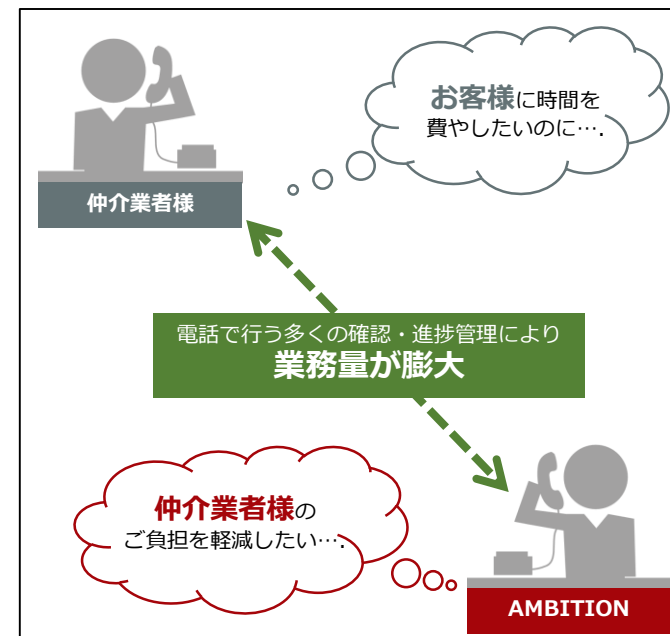 お客様に時間を
費やしたいのに….
仲介業者様
電話で行う多くの確認・進捗管理により
業務量が膨大
仲介業者様の
ご負担を軽減したい….
AMBITION